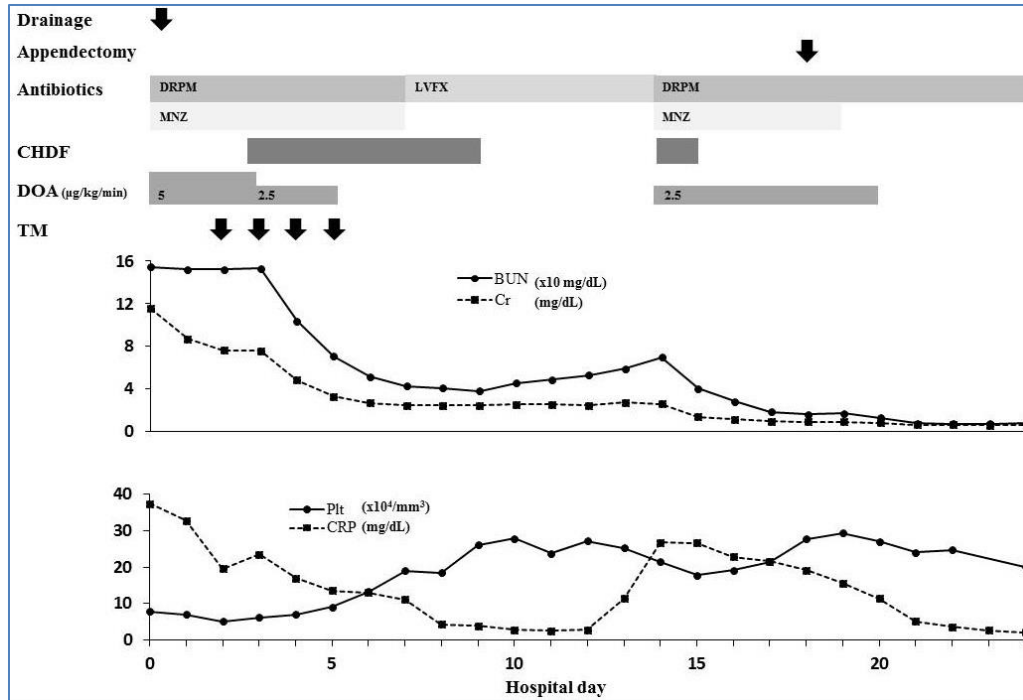 Drainage
Appendectomy
Antibiotics DRPM LVFX DRPM
MNZ MNZ
CHDF
DOA (μg/kg/min) 5 2.5 2.5
TM
16
BUN (x10 mg/dL)
12
Cr (mg/dL)
8
4
0
40
Plt (x10⁴/mm³)
30
CRP (mg/dL)
20
10
0
0 5 10 15 20
Hospital day